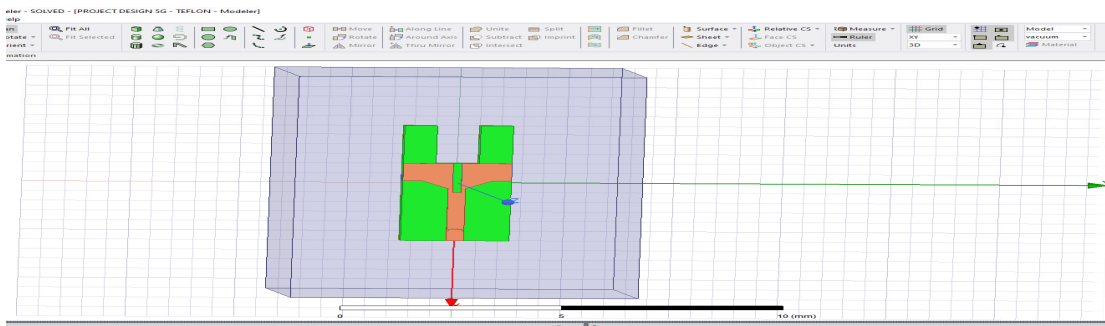 eler - SOLVED - [PROJECT DESIGN 5G - TEFLON - Modeler]
elp
Fit All Move Along Line Unite Split Fillet Surface Relative CS Measure Grid Model
otate Fit Selected Rotate Around Axis Subtract Imprint Chamfer Sheet Face CS Ruler XY vacuum
rient Mirror Thru Mirror Intersect Edge Object CS Units 3D Material
mation
0 5 10 (mm)